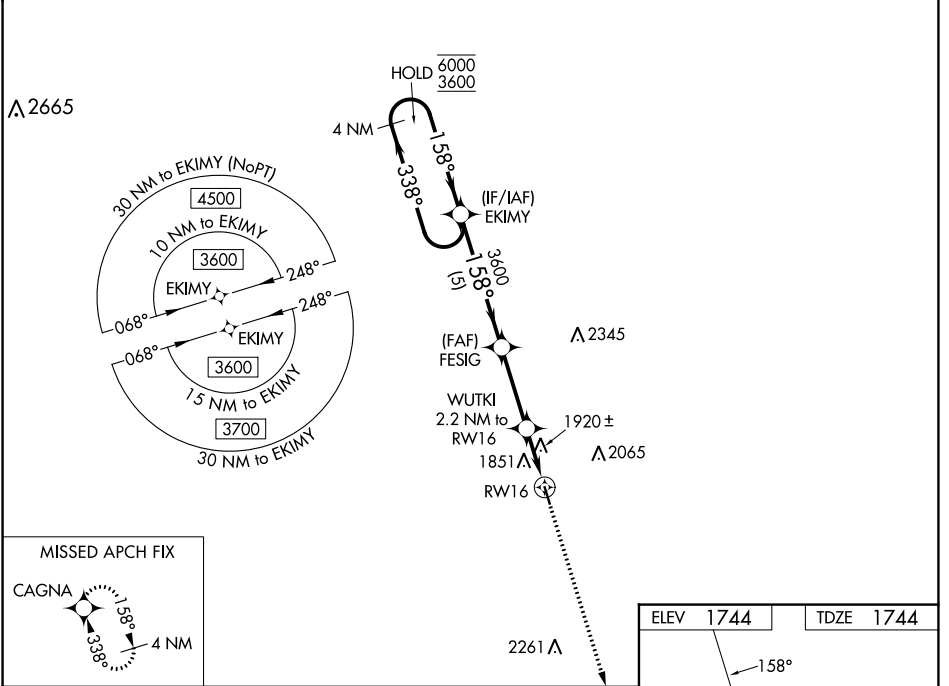 HOLD 6000
3600
2665
4 NM
158°
338°
(IF/IAF)
EKIMY
30 NM to EKIMY (NoPT)
4500
10 NM to EKIMY
3600
EKIMY
248°
068°
248°
EKIMY
068°
3600
15 NM to EKIMY
3700
30 NM to EKIMY
3600
158°
(5)
(FAF)
FESIG
2345
WUTKI
2.2 NM to
RW16
1920 ±
1851
2065
RW16
MISSED APCH FIX
CAGNA
158°
338°
4 NM
2261
ELEV 1744
TDZE 1744
158°